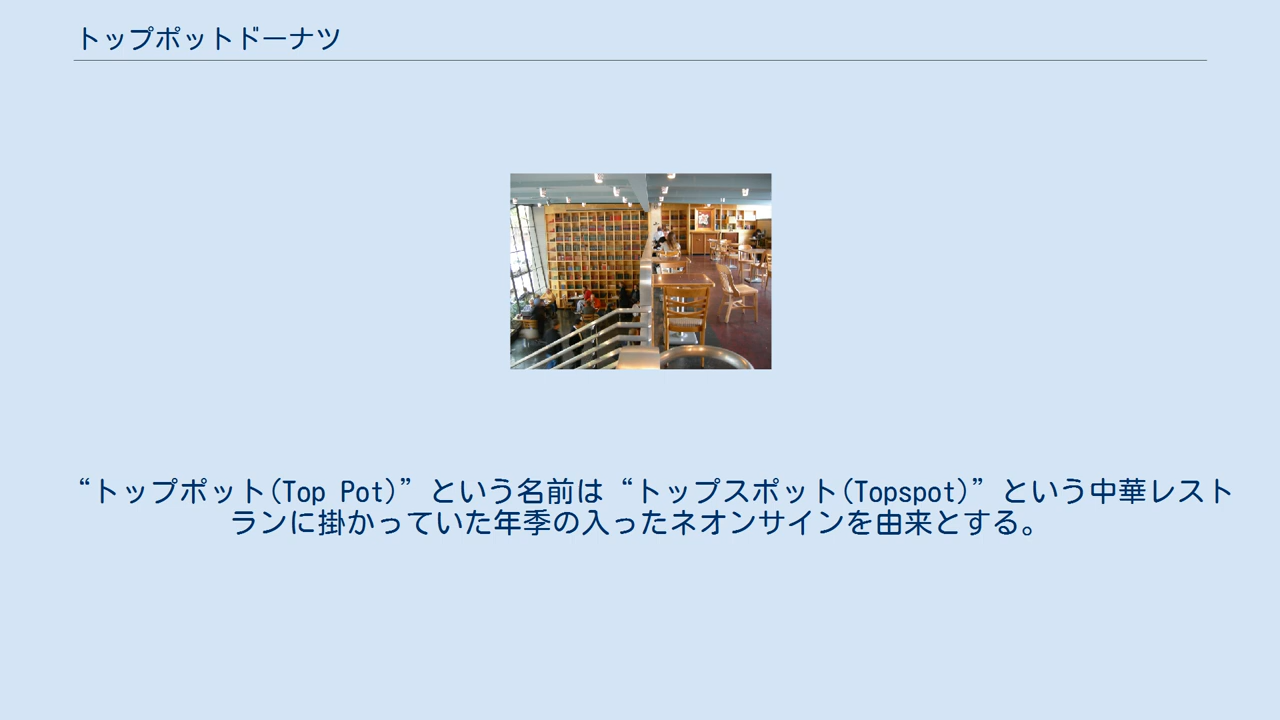 トップポットドーナツ
“トップポット(Top Pot)”という名前は“トップスポット(Topspot)”という中華レスト
ランに掛かっていた年季の入ったネオンサインを由来とする。